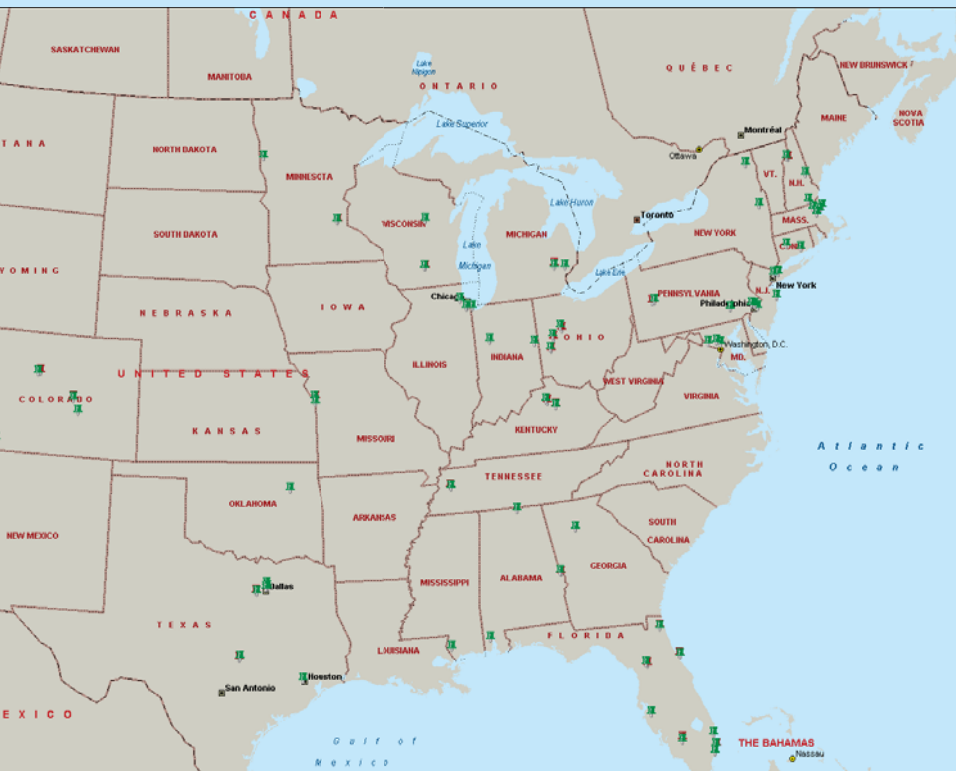 CANADA
SASKATCHEWAN
MANITOBA
Lake
Nipigon
ONTARIO
QUÉBEC
NEW BRUNSWICK
NOVA
SCOTIA
MAINE
Montréal
Ottawa
Lake Superior
TANA
NORTH DAKOTA
MINNESOTA
VT.
N.H.
Lake Huron
Toronto
WISCONSIN
MICHIGAN
MASS.
NEW YORK
SOUTH DAKOTA
Lake
Michigan
Lake Erie
YOMING
New York
Chicag
PENNSYLVANIA
N.J.
Philadelphia
NEBRASKA
IOWA
OHIO
Washington, D.C.
MD.
INDIANA
ILLINOIS
UNITED STATES
WEST VIRGINIA
VIRGINIA
COLORADO
KANSAS
MISSOURI
KENTUCKY
Atlantic
Ocean
NORTH
CAROLINA
TENNESSEE
OKLAHOMA
ARKANSAS
SOUTH
CAROLINA
NEW MEXICO
GEORGIA
MISSISSIPPI
ALABAMA
Dallas
TEXAS
FLORIDA
LOUISIANA
Houston
San Antonio
EXICO
Gulf of
Mexico
THE BAHAMAS
Nassau